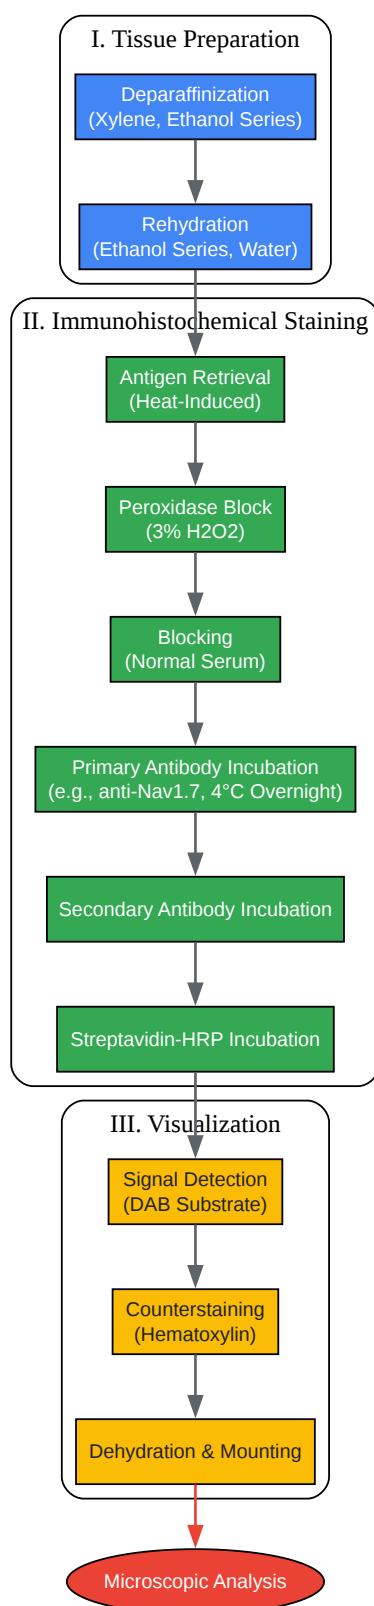 I. Tissue Preparation
Deparaffinization
(Xylene, Ethanol Series)
Rehydration
(Ethanol Series, Water)
II. Immunohistochemical Staining
Antigen Retrieval
(Heat-Induced)
Peroxidase Block
(3% H2O2)
Blocking
(Normal Serum)
Primary Antibody Incubation
(e.g., anti-Nav1.7, 4°C Overnight)
Secondary Antibody Incubation
Streptavidin-HRP Incubation
III. Visualization
Signal Detection
(DAB Substrate)
Counterstaining
(Hematoxylin)
Dehydration & Mounting
Microscopic Analysis